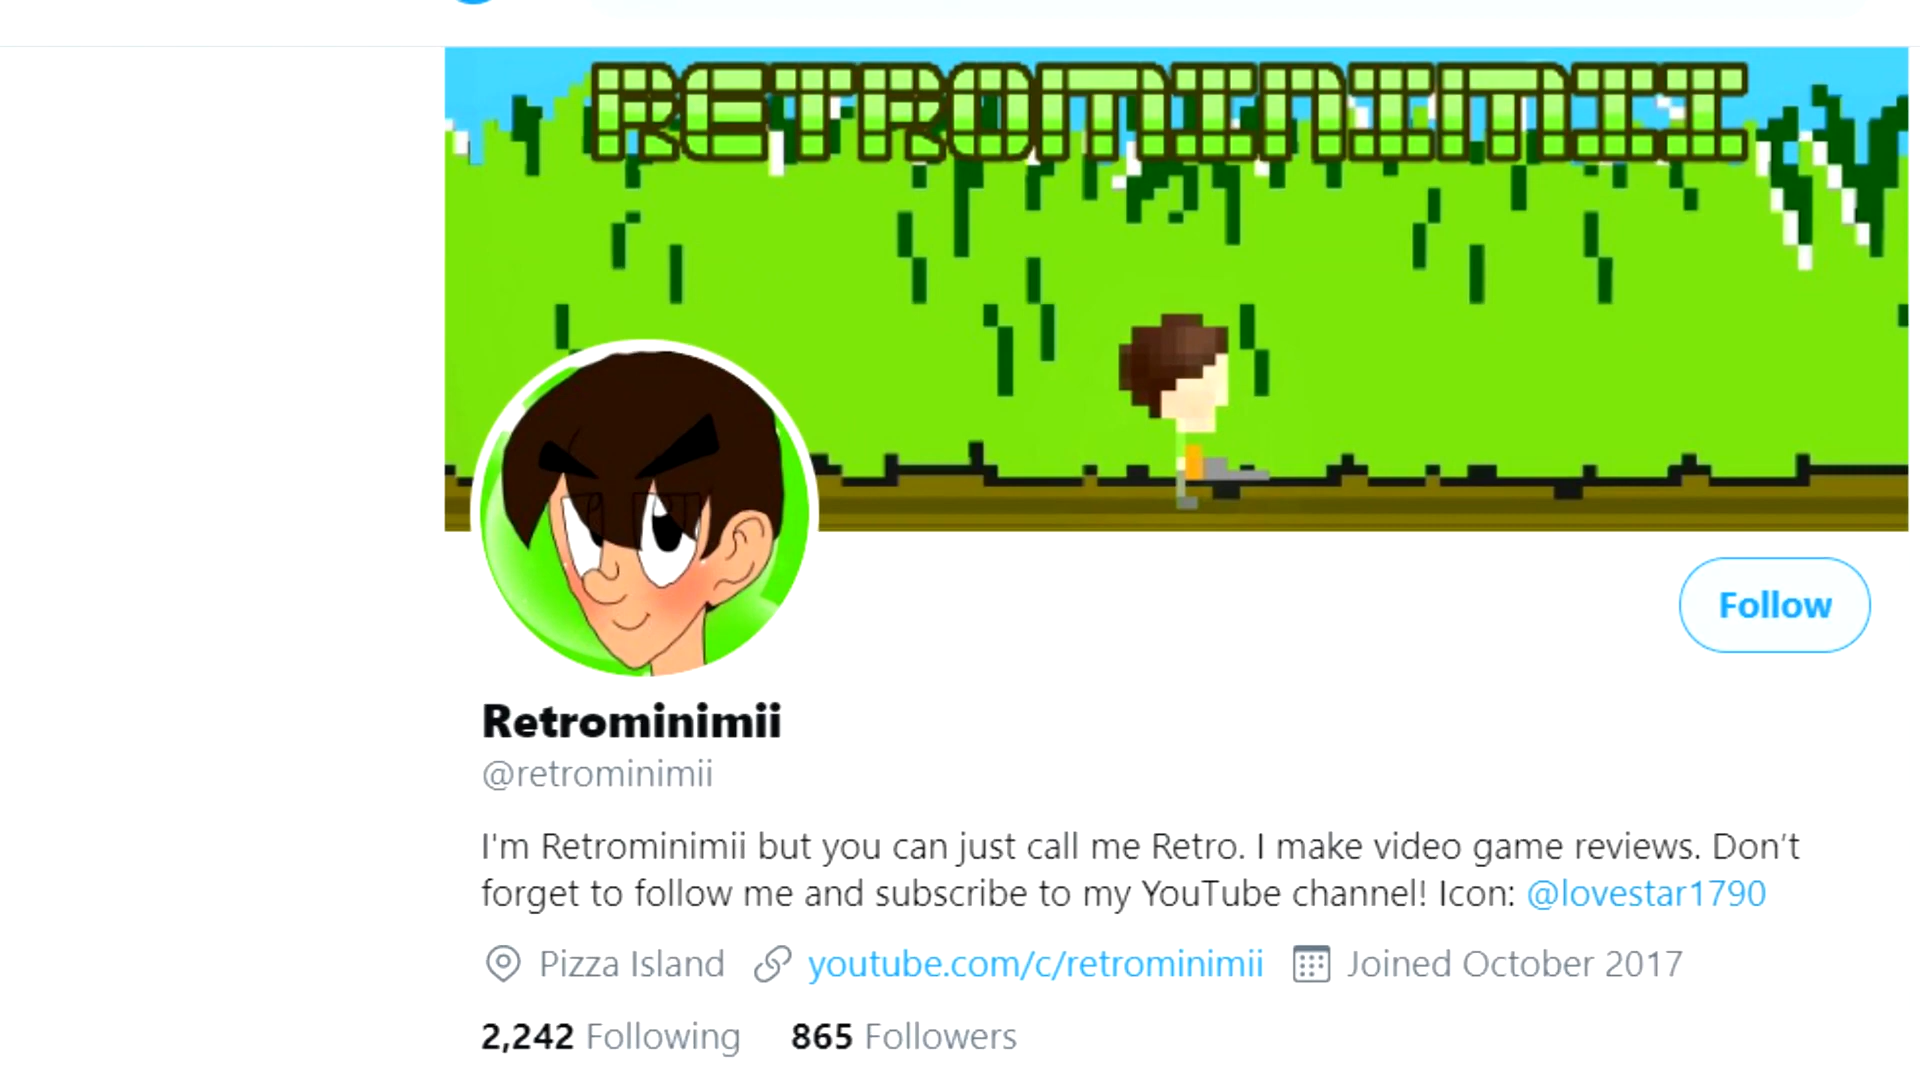 RETROMINIMII
Follow
Retrominimii
@retrominimii
I'm Retrominimii but you can just call me Retro. I make video game reviews. Don't
forget to follow me and subscribe to my YouTube channel! Icon: @lovestar1790
Pizza Island youtube.com/c/retrominimii Joined October 2017
2,242 Following 865 Followers